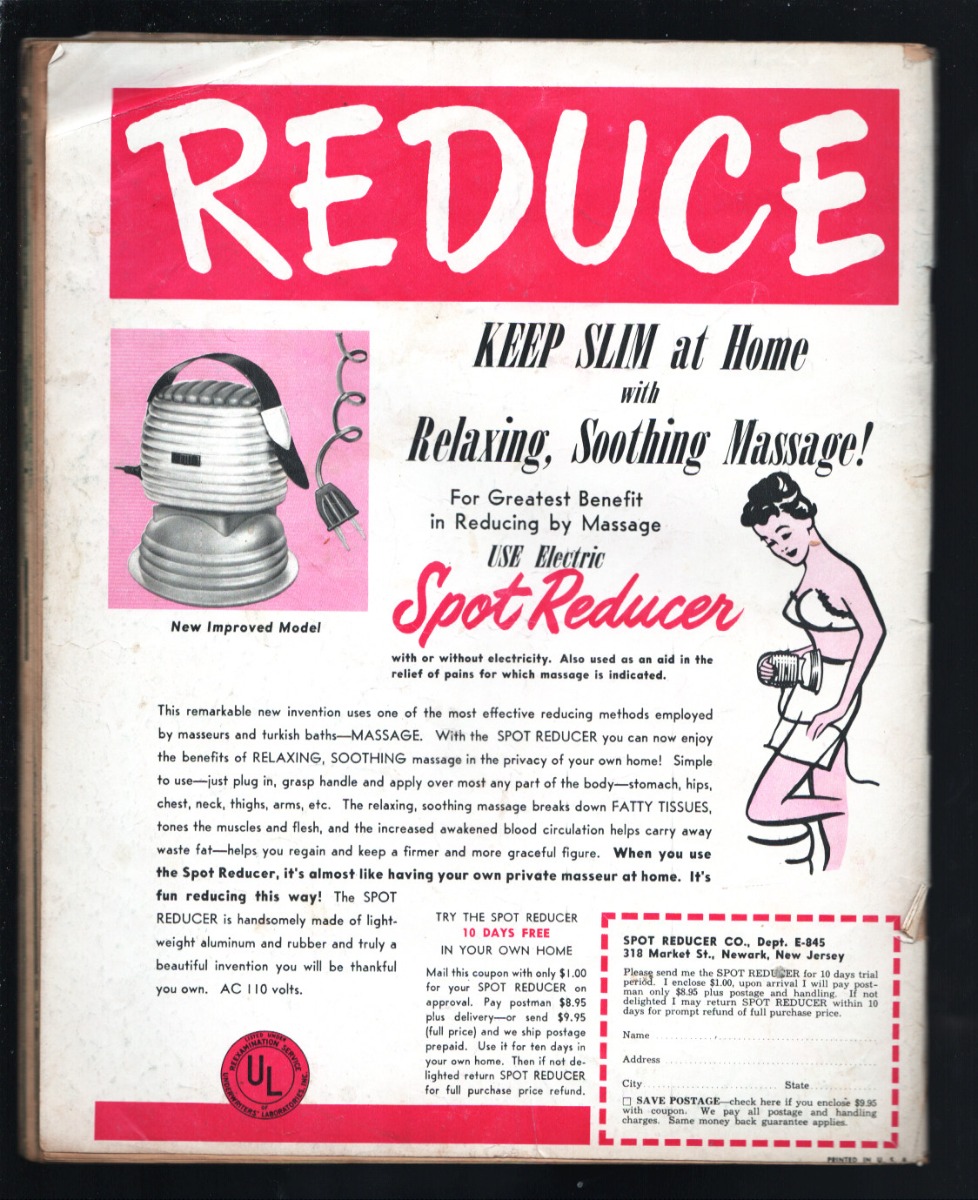 REDUCE
KEEP SLIM at Home
with
Relaxing, Soothing Massage!
For Greatest Benefit
in Reducing by Massage
USE Electric
Spot Reducer
with or without electricity. Also used as an aid in the
relief of pains for which massage is indicated.
New Improved Model
This remarkable new invention uses one of the most effective reducing methods employed
by masseurs and turkish baths—MASSAGE. With the SPOT REDUCER you can now enjoy
the benefits of RELAXING, SOOTHING massage in the privacy of your own home! Simple
to use—just plug in, grasp handle and apply over most any part of the body—stomach, hips,
chest, neck, thighs, arms, etc. The relaxing, soothing massage breaks down FATTY TISSUES,
tones the muscles and flesh, and the increased awakened blood circulation helps carry away
waste fat—helps you regain and keep a firmer and more graceful figure. When you use
the Spot Reducer, it's almost like having your own private masseur at home. It's
fun reducing this way! The SPOT
REDUCER is handsomely made of light-
weight aluminum and rubber and truly a
beautiful invention you will be thankful
you own. AC 110 volts.
LISTED UNDER
REEXAMINATION SERVICE
UL
OF
UNDERWRITERS' LABORATORIES, INC.
TRY THE SPOT REDUCER
10 DAYS FREE
IN YOUR OWN HOME
Mail this coupon with only $1.00
for your SPOT REDUCER on
approval. Pay postman $8.95
plus delivery—or send $9.95
(full price) and we ship postage
prepaid. Use it for ten days in
your own home. Then if not de-
lighted return SPOT REDUCER
for full purchase price refund.
SPOT REDUCER CO., Dept. E-845
318 Market St., Newark, New Jersey
Please send me the SPOT REDUCER for 10 days trial
period. I enclose $1.00, upon arrival I will pay post-
man only $8.95 plus postage and handling. If not
delighted I may return SPOT REDUCER within 10
days for prompt refund of full purchase price.
Name
Address
City State
SAVE POSTAGE—check here if you enclose $9.95
with coupon. We pay all postage and handling
charges. Same money back guarantee applies.
PRINTED IN U. S. A.